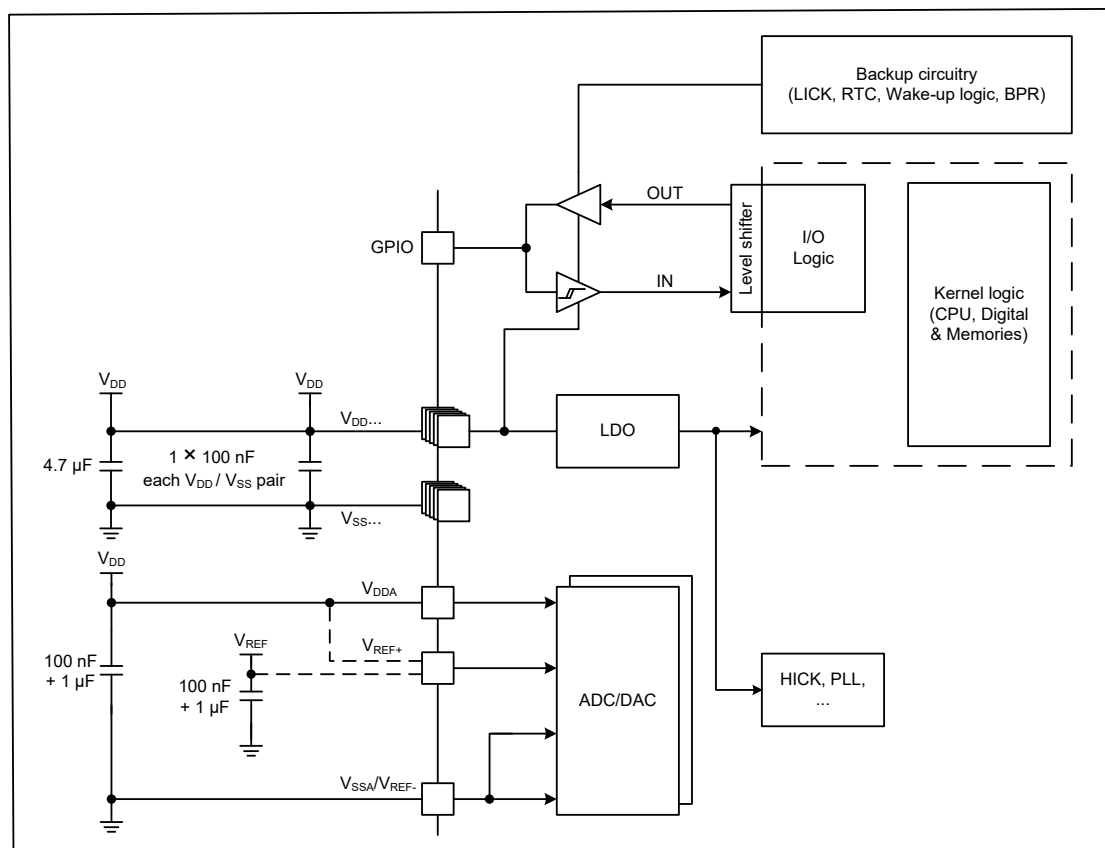 Backup circuitry
(LICK, RTC, Wake-up logic, BPR)
OUT
GPIO
Level shifter
I/O
Logic
IN
Kernel logic
(CPU, Digital
& Memories)
VDD
VDD
VDD...
LDO
4.7 µF
1 × 100 nF
each VDD / VSS pair
VSS...
VDD
VDDA
VREF
VREF+
100 nF
+ 1 µF
100 nF
+ 1 µF
ADC/DAC
HICK, PLL,
...
VSSA/VREF-